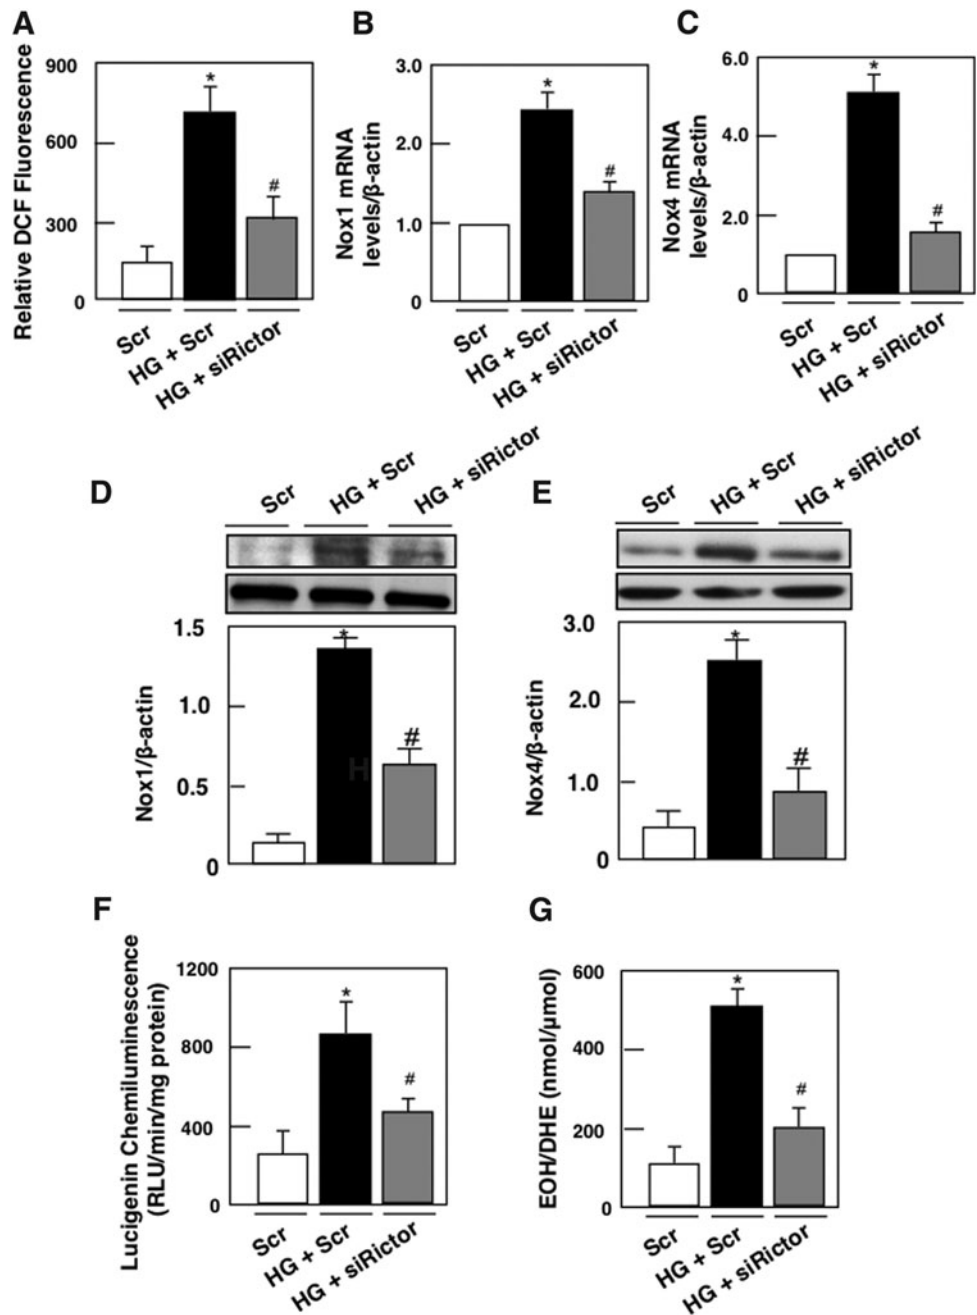 A
Relative DCF Fluorescence
900
600
300
0
*
#
Scr
HG + Scr
HG + siRictor
B
Nox1 mRNA
levels/β-actin
3.0
2.0
1.0
0
*
#
Scr
HG + Scr
HG + siRictor
C
Nox4 mRNA
levels/β-actin
6.0
4.0
2.0
0
*
#
Scr
HG + Scr
HG + siRictor
D
Scr
HG + Scr
HG + siRictor
Nox1/β-actin
1.5
1.0
0.5
0
*
H
#
E
Scr
HG + Scr
HG + siRictor
Nox4/β-actin
3.0
2.0
1.0
0
*
#
F
Lucigenin Chemiluminescence
(RLU/min/mg protein)
1200
800
400
0
*
#
Scr
HG + Scr
HG + siRictor
G
EOH/DHE (nmol/μmol)
600
400
200
0
*
#
Scr
HG + Scr
HG + siRictor